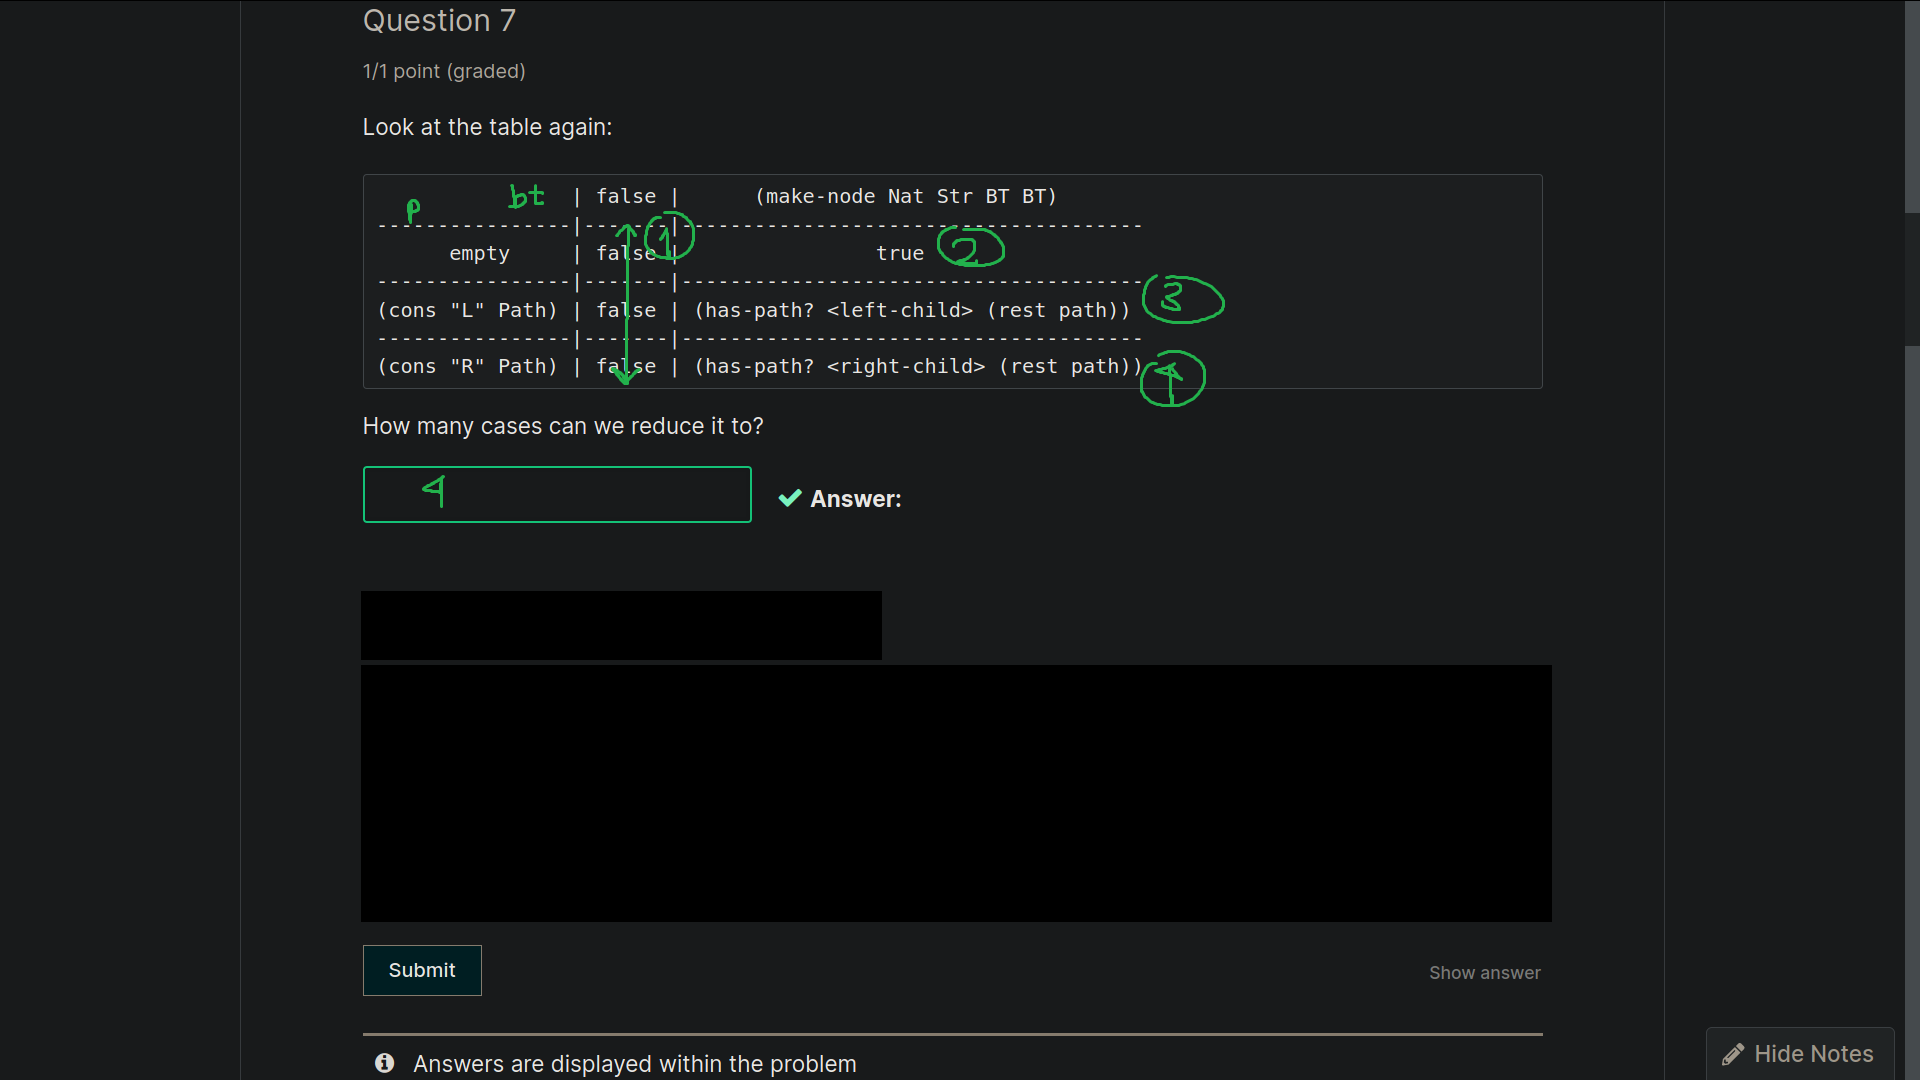 Question 7
1/1 point (graded)
Look at the table again:
p bt | false | (make-node Nat Str BT BT)
----------------|-------|--------------------------------------
1
empty | false | true 2
----------------|-------|--------------------------------------
(cons "L" Path) | false | (has-path? <left-child> (rest path)) 3
----------------|-------|--------------------------------------
(cons "R" Path) | false | (has-path? <right-child> (rest path)) 4
How many cases can we reduce it to?
4
Answer:
Submit
Show answer
Answers are displayed within the problem
Hide Notes